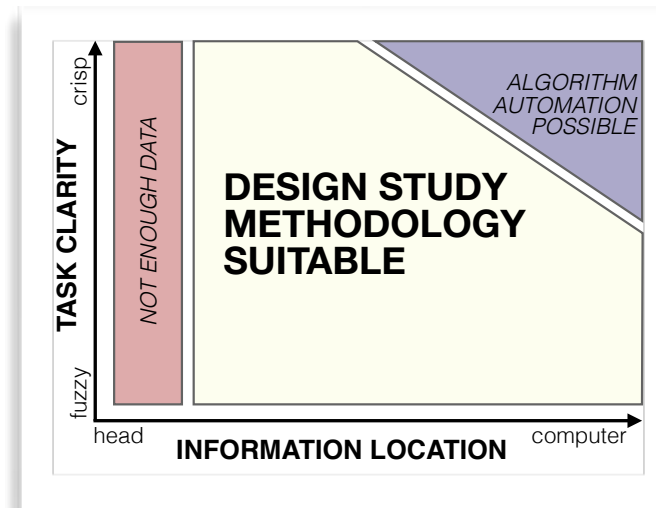 crisp
TASK CLARITY
fuzzy
NOT ENOUGH DATA
DESIGN STUDY
METHODOLOGY
SUITABLE
ALGORITHM
AUTOMATION
POSSIBLE
head
INFORMATION LOCATION
computer